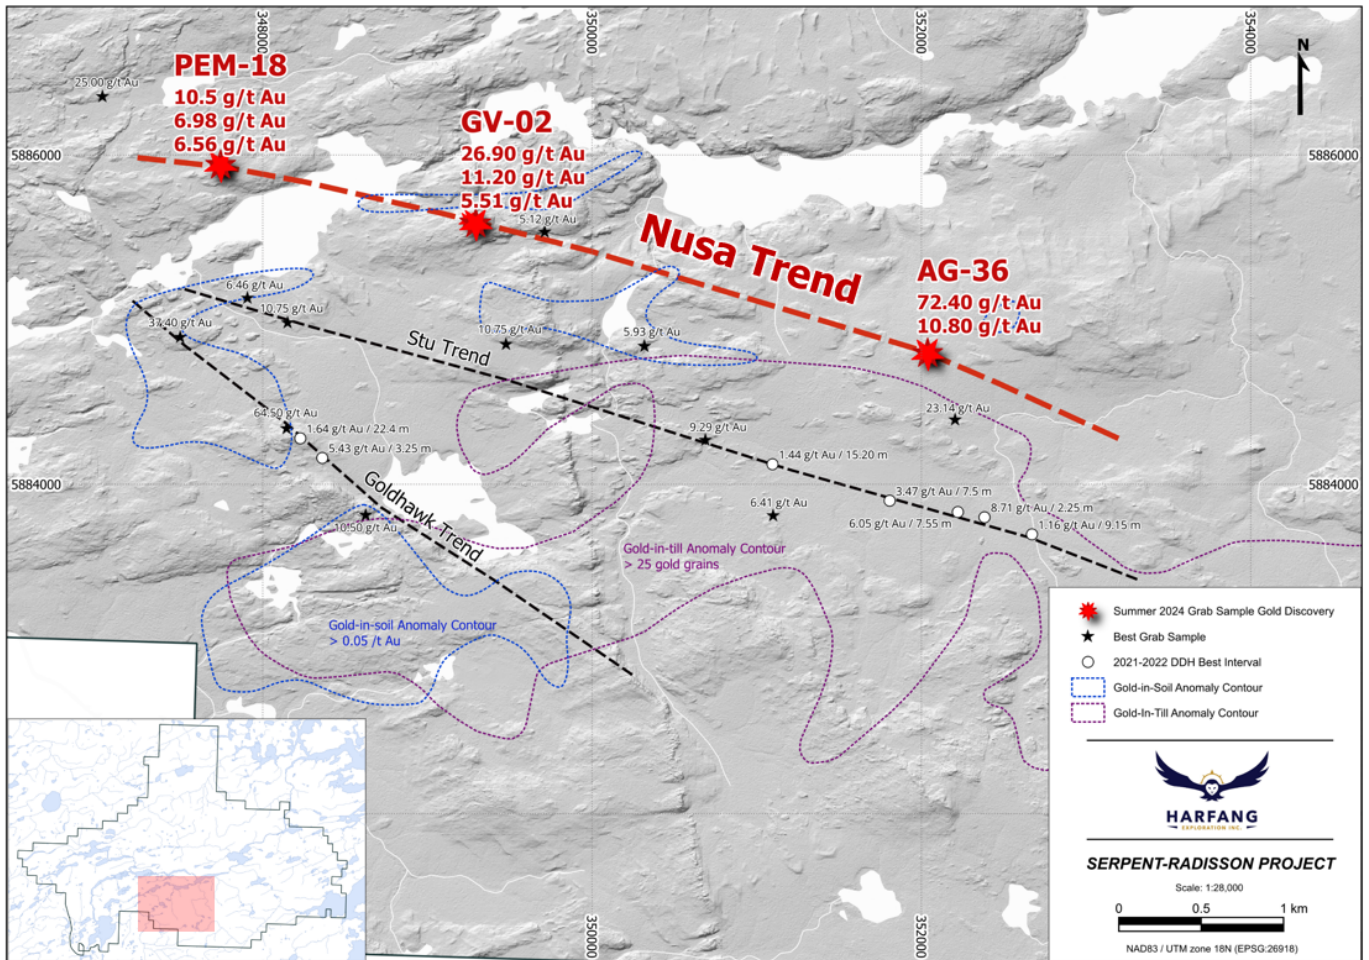 348000
350000
352000
354000
N
25.00 g/t Au
PEM-18
10.5 g/t Au
6.98 g/t Au
6.56 g/t Au
GV-02
26.90 g/t Au
11.20 g/t Au
5.51 g/t Au
5886000
5886000
5.12 g/t Au
Nusa Trend
AG-36
72.40 g/t Au
10.80 g/t Au
6.46 g/t Au
10.75 g/t Au
37.40 g/t Au
Stu Trend
10.75 g/t Au
5.93 g/t Au
64.50 g/t Au
1.64 g/t Au / 22.4 m
5.43 g/t Au / 3.25 m
23.14 g/t Au
9.29 g/t Au
1.44 g/t Au / 15.20 m
5884000
5884000
Goldhawk Trend
10.50 g/t Au
6.41 g/t Au
3.47 g/t Au / 7.5 m
6.05 g/t Au / 7.55 m
8.71 g/t Au / 2.25 m
1.16 g/t Au / 9.15 m
Gold-in-till Anomaly Contour
> 25 gold grains
Gold-in-soil Anomaly Contour
> 0.05 /t Au
Summer 2024 Grab Sample Gold Discovery
Best Grab Sample
2021-2022 DDH Best Interval
Gold-in-Soil Anomaly Contour
Gold-In-Till Anomaly Contour
HARFANG
EXPLORATION INC.
SERPENT-RADISSON PROJECT
Scale: 1:28,000
0 0.5 1 km
NAD83 / UTM zone 18N (EPSG:26918)
350000
352000